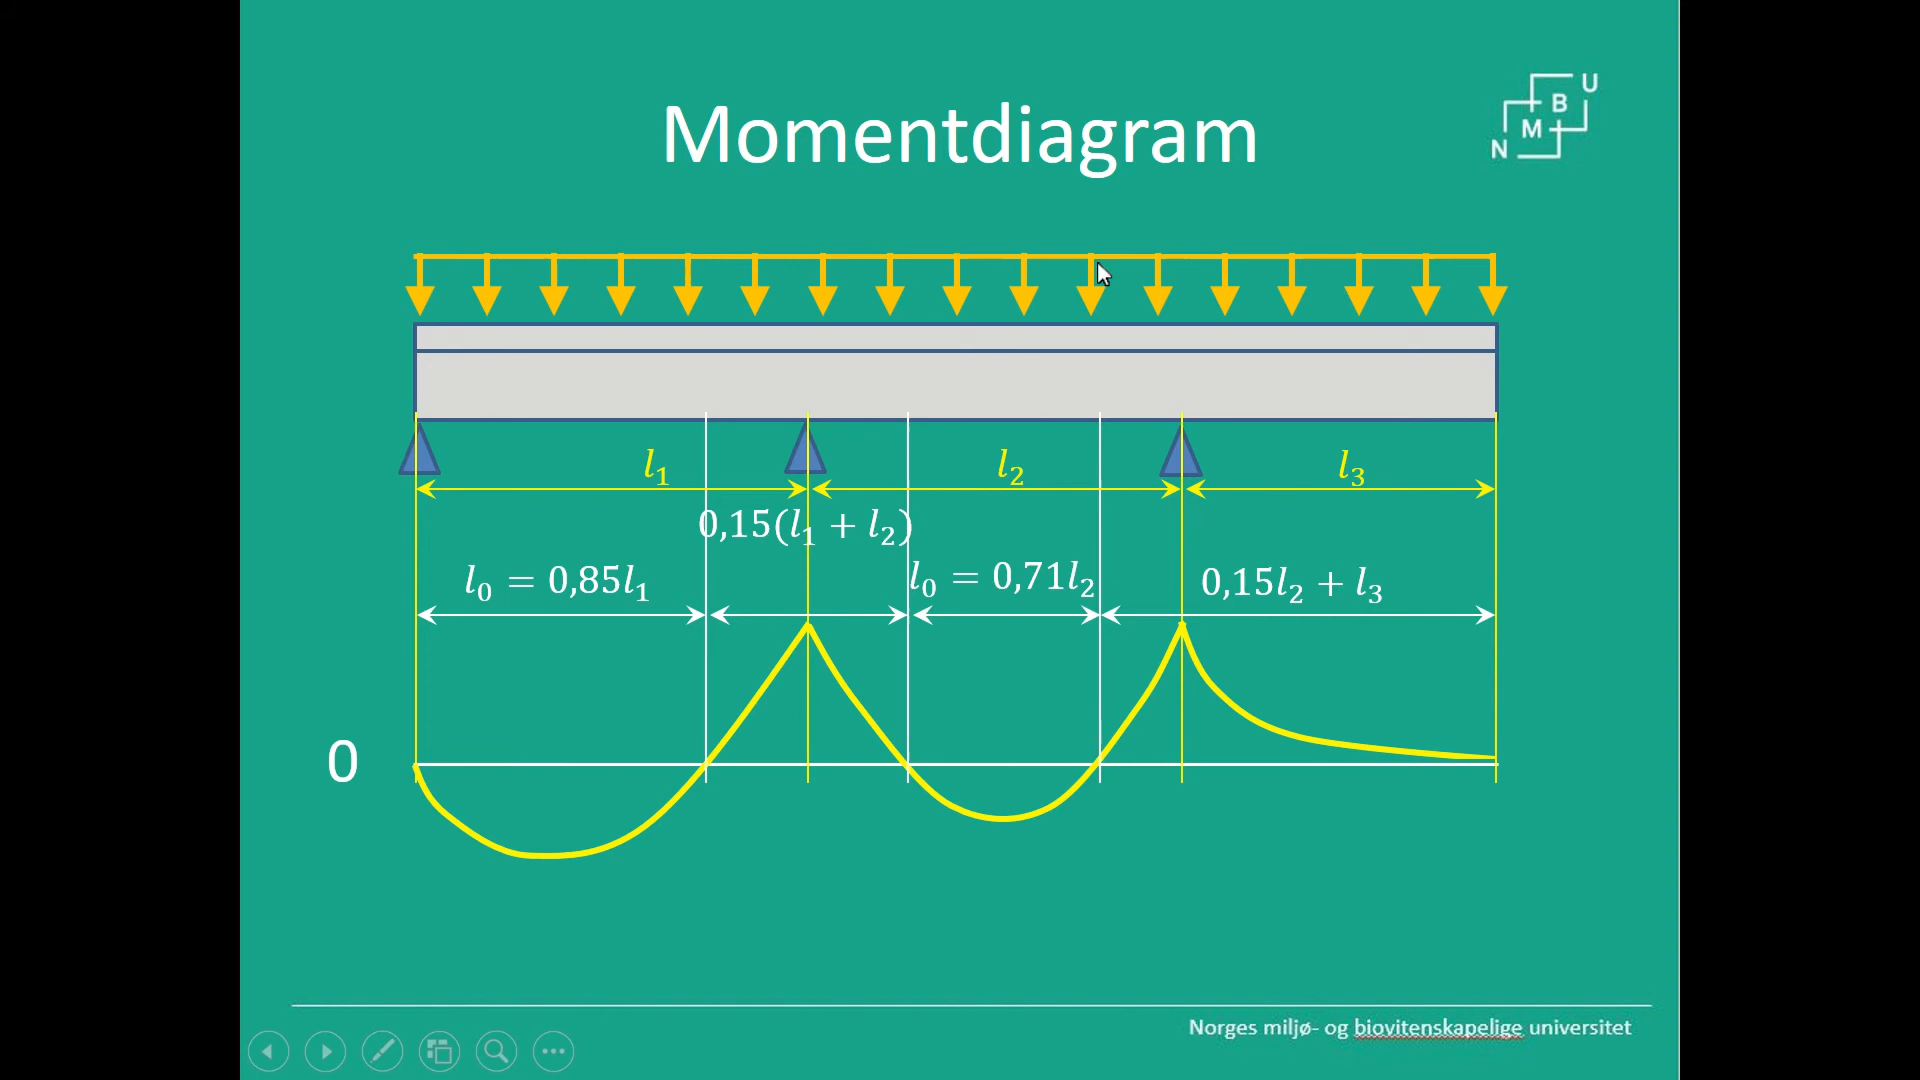 Momentdiagram
U
B
M
N
l₁
l₂
l₃
0,15(l₁ + l₂)
l₀ = 0,85l₁
l₀ = 0,71l₂
0,15l₂ + l₃
0
Norges miljø- og biovitenskapelige universitet